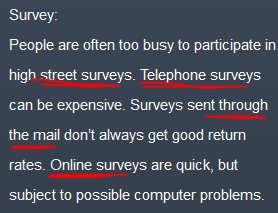 Survey:
People are often too busy to participate in
high street surveys. Telephone surveys
can be expensive. Surveys sent through
the mail don’t always get good return
rates. Online surveys are quick, but
subject to possible computer problems.